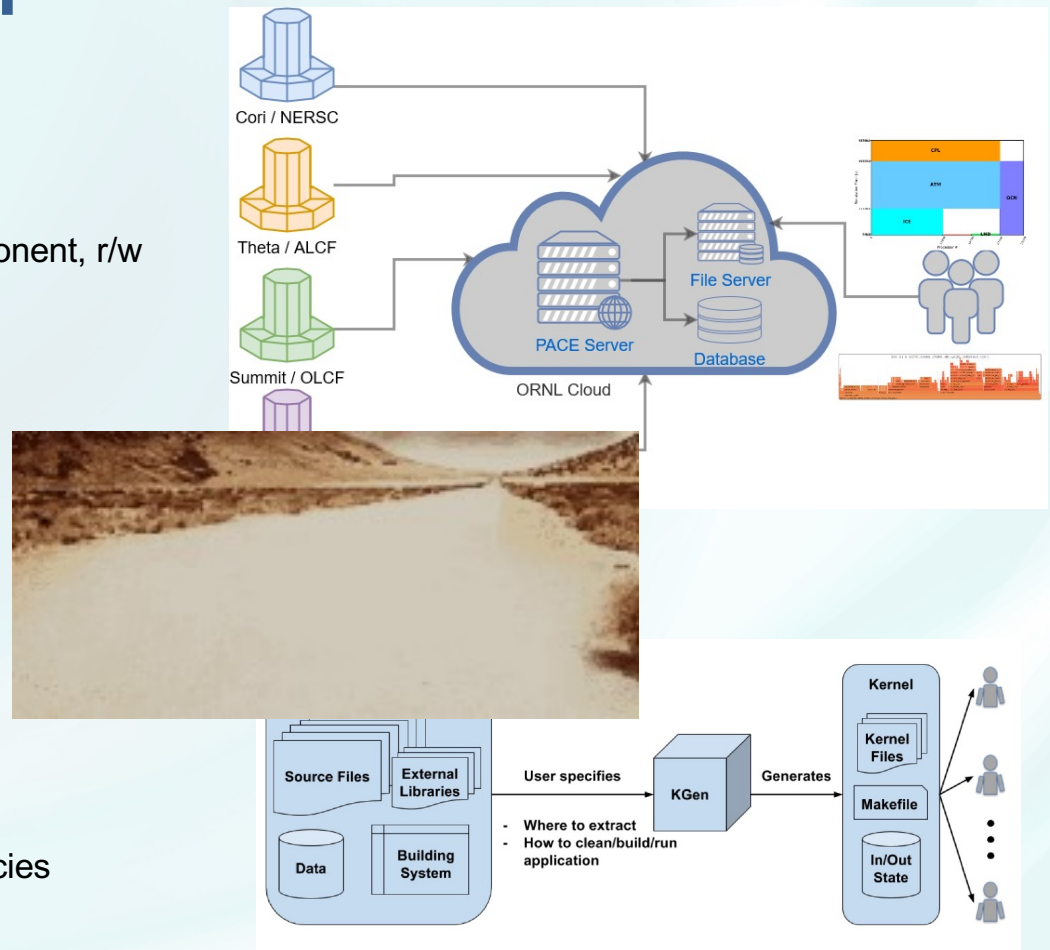 Cori / NERSC
Theta / ALCF
onent, r/w
Summit / OLCF
PACE Server
File Server
Database
ORNL Cloud
CPL
ATM
OCN
ICE
LND
Source Files
External
Libraries
Data
Building
System
User specifies
- Where to extract
- How to clean/build/run
application
KGen
Generates
Kernel
Kernel
Files
Makefile
In/Out
State
cies